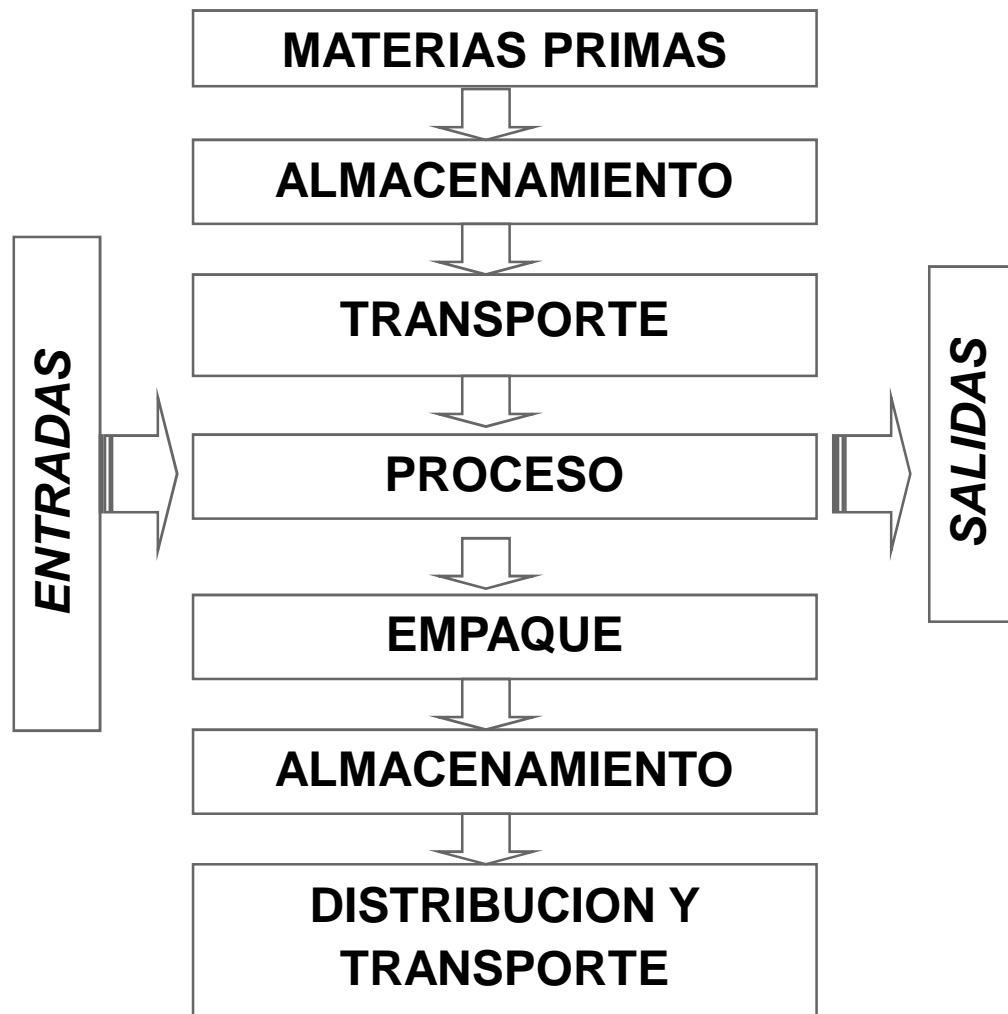 MATERIAS PRIMAS
ALMACENAMIENTO
TRANSPORTE
ENTRADAS
PROCESO
SALIDAS
EMPAQUE
ALMACENAMIENTO
DISTRIBUCION Y
TRANSPORTE